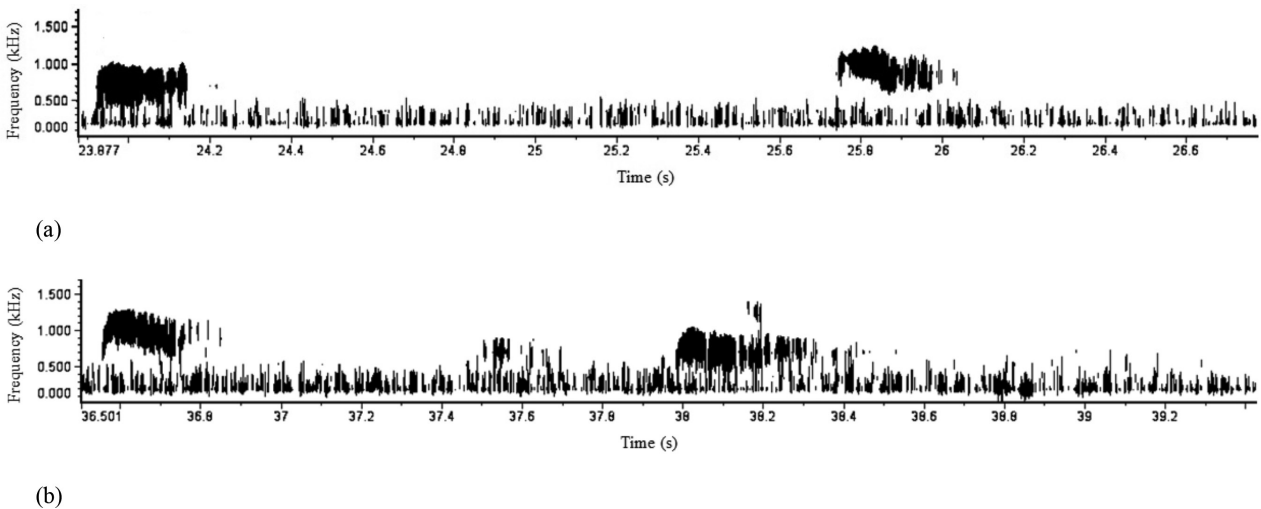 Frequency (kHz)
1.500
1.000
0.500
0.000
23.877 24.2 24.4 24.6 24.8 25 25.2 25.4 25.6 25.8 26 26.2 26.4 26.6
Time (s)
(a)
Frequency (kHz)
1.500
1.000
0.500
0.000
36.501 36.8 37 37.2 37.4 37.6 37.8 38 38.2 38.4 38.6 38.8 39 39.2
Time (s)
(b)